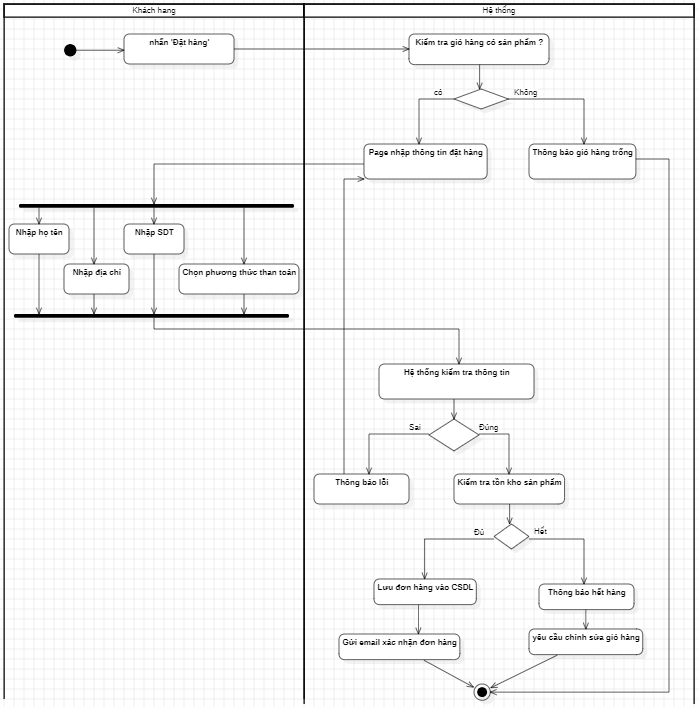 Khách hang
Hệ thống
nhấn 'Đặt hàng'
Kiểm tra giỏ hàng có sản phẩm ?
có
Không
Page nhập thông tin đặt hàng
Thông báo giỏ hàng trống
Nhập họ tên
Nhập SDT
Nhập địa chỉ
Chọn phương thức than toán
Hệ thống kiểm tra thông tin
Sai
Đúng
Thông báo lỗi
Kiểm tra tồn kho sản phẩm
Đủ
Hết
Lưu đơn hàng vào CSDL
Thông báo hết hàng
Gửi email xác nhận đơn hàng
yêu cầu chỉnh sửa giỏ hàng